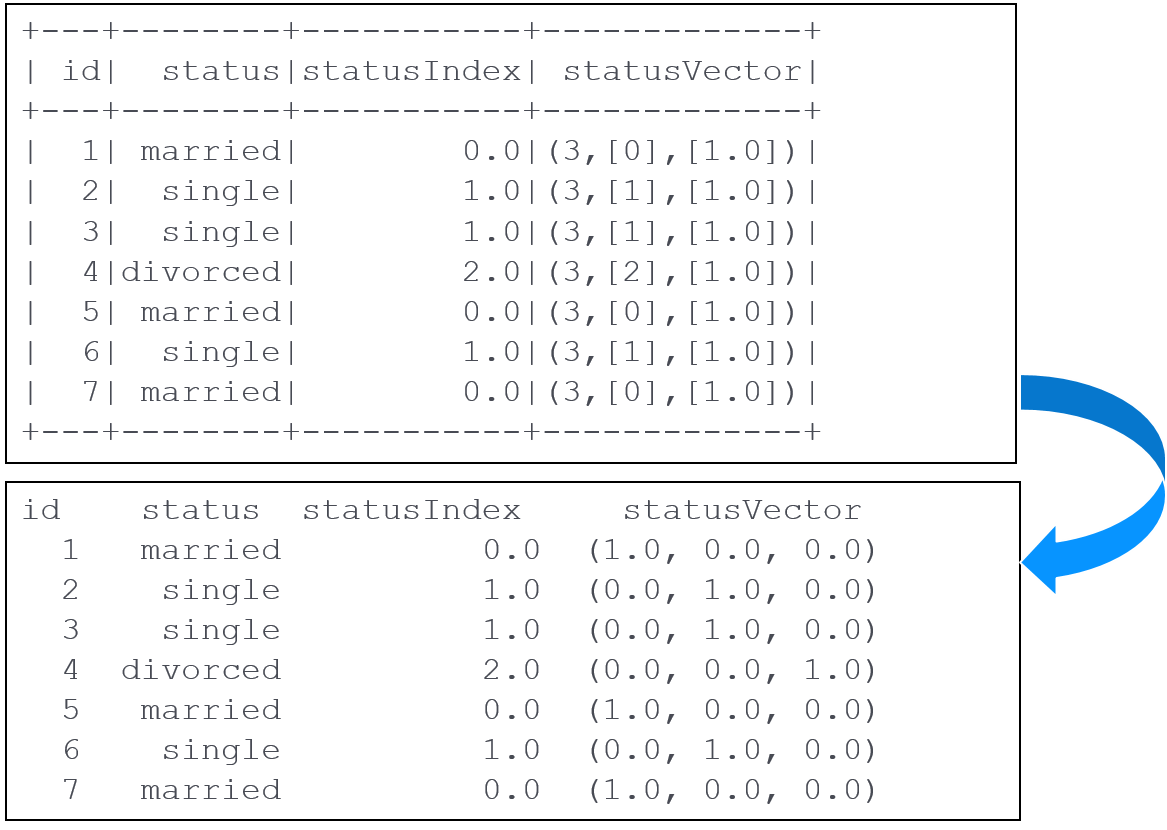 +---+--------+-----------+-------------+
| id|  status|statusIndex| statusVector|
+---+--------+-----------+-------------+
|  1| married|        0.0|(3,[0],[1.0])|
|  2|  single|        1.0|(3,[1],[1.0])|
|  3|  single|        1.0|(3,[1],[1.0])|
|  4|divorced|        2.0|(3,[2],[1.0])|
|  5| married|        0.0|(3,[0],[1.0])|
|  6|  single|        1.0|(3,[1],[1.0])|
|  7| married|        0.0|(3,[0],[1.0])|
+---+--------+-----------+-------------+
id    status  statusIndex     statusVector
  1   married          0.0  (1.0, 0.0, 0.0)
  2    single          1.0  (0.0, 1.0, 0.0)
  3    single          1.0  (0.0, 1.0, 0.0)
  4  divorced          2.0  (0.0, 0.0, 1.0)
  5   married          0.0  (1.0, 0.0, 0.0)
  6    single          1.0  (0.0, 1.0, 0.0)
  7   married          0.0  (1.0, 0.0, 0.0)